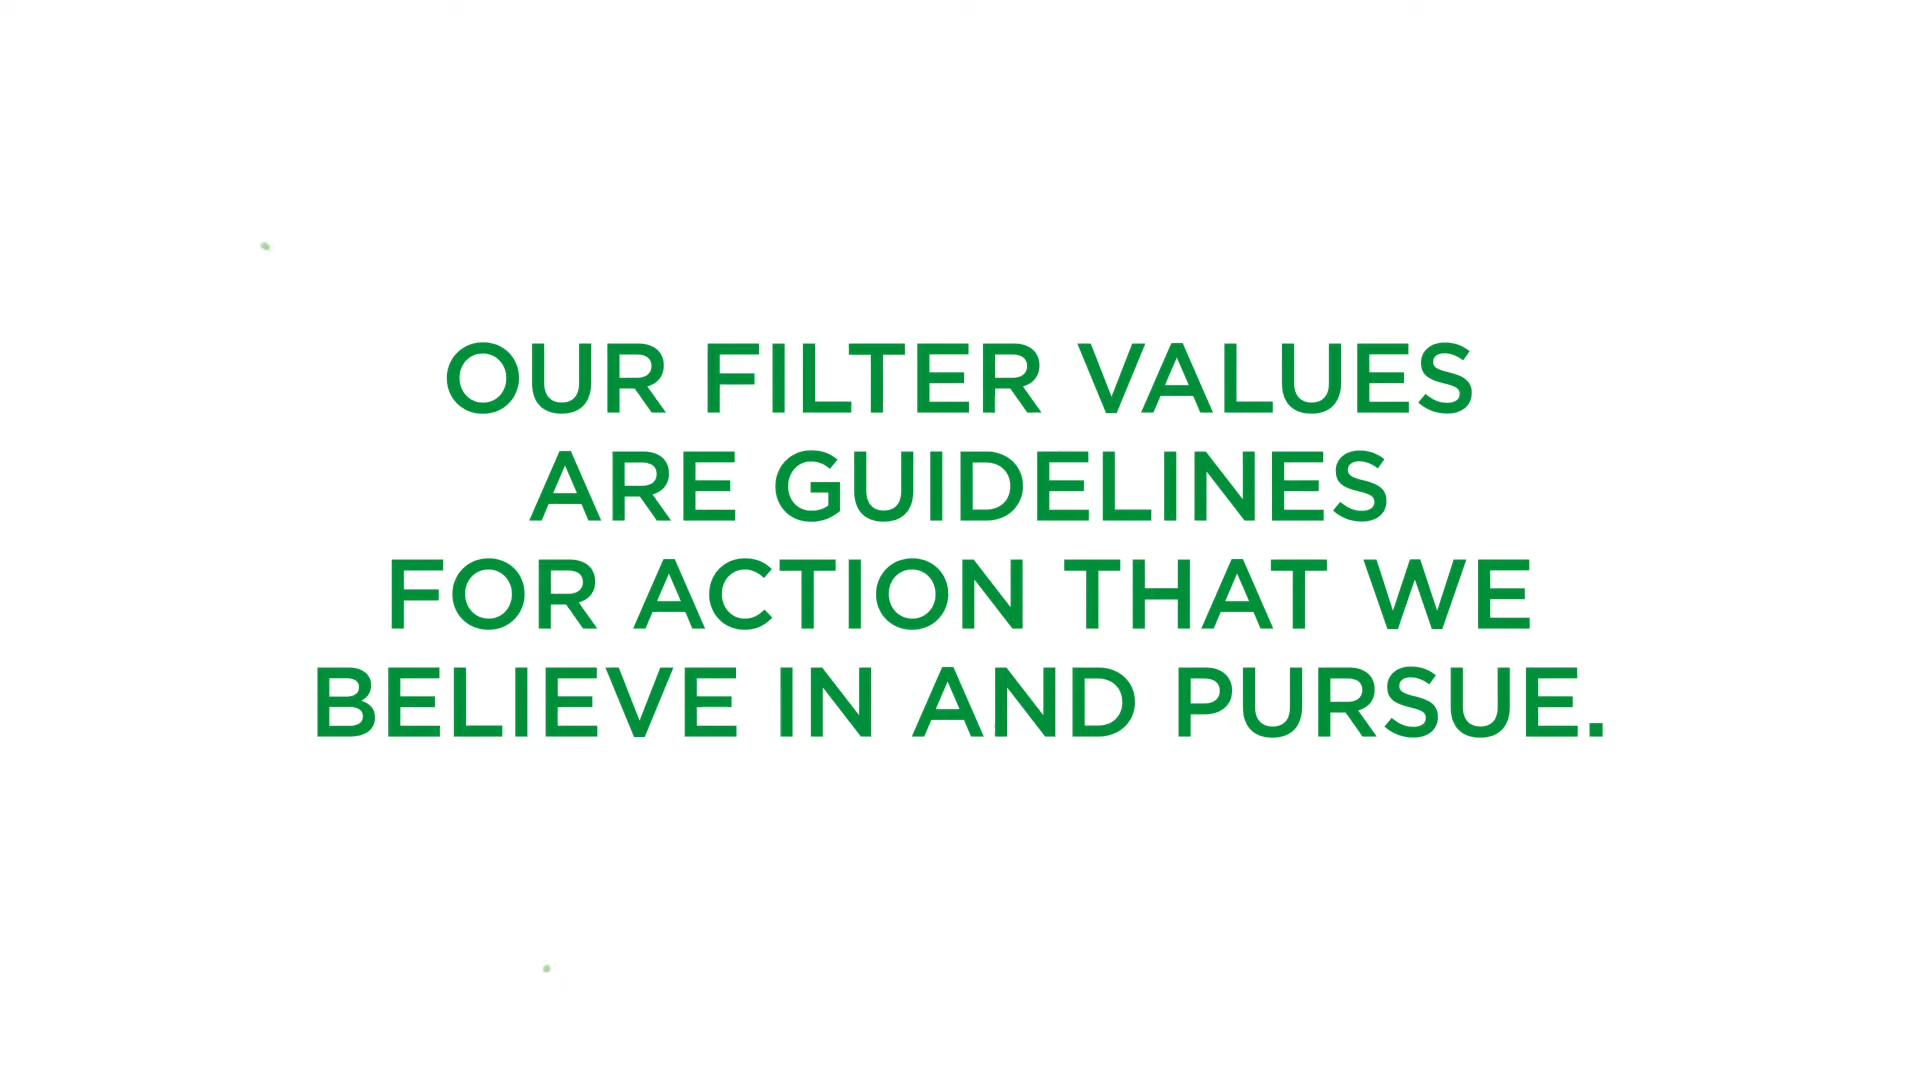 OUR FILTER VALUES
ARE GUIDELINES
FOR ACTION THAT WE
BELIEVE IN AND PURSUE.